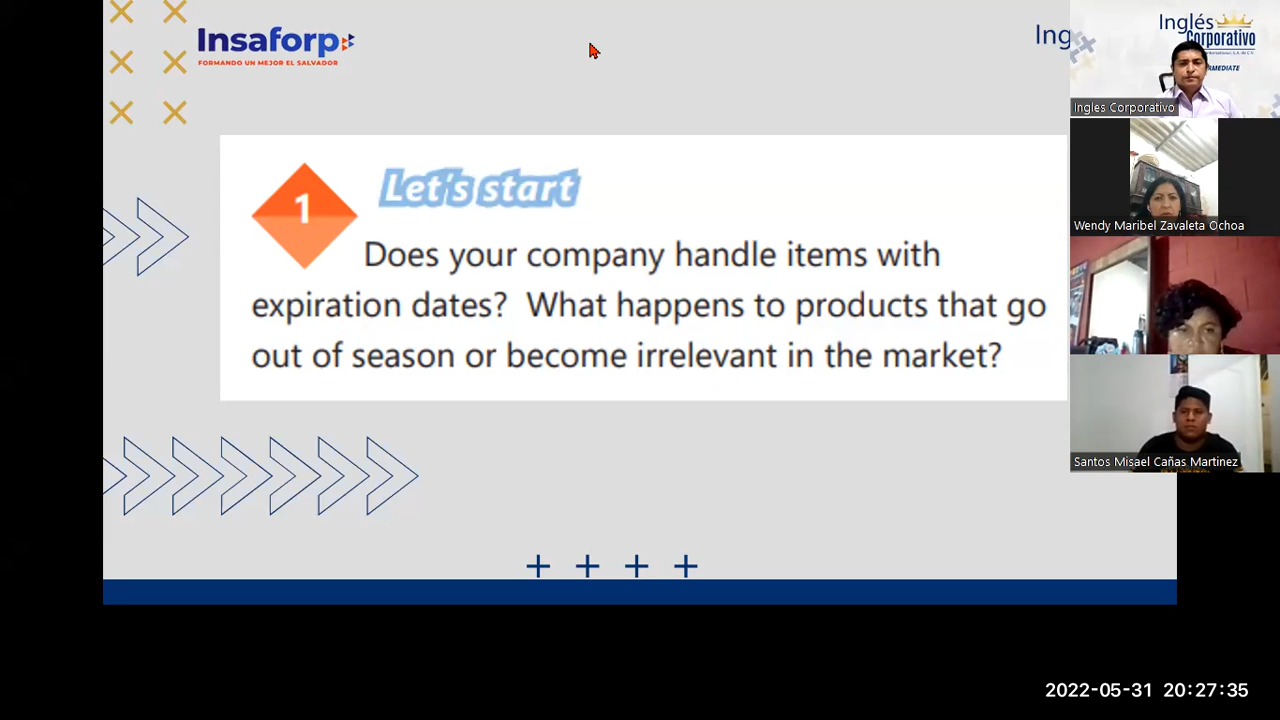 Insaforp
FORMANDO UN MEJOR EL SALVADOR
Ing
Inglés
Corporativo
Ingles Corporativo
1
Let's start
Does your company handle items with
expiration dates? What happens to products that go
out of season or become irrelevant in the market?
Wendy Maribel Zavaleta Ochoa
Santos Misael Cañas Martinez
2022-05-31 20:27:35